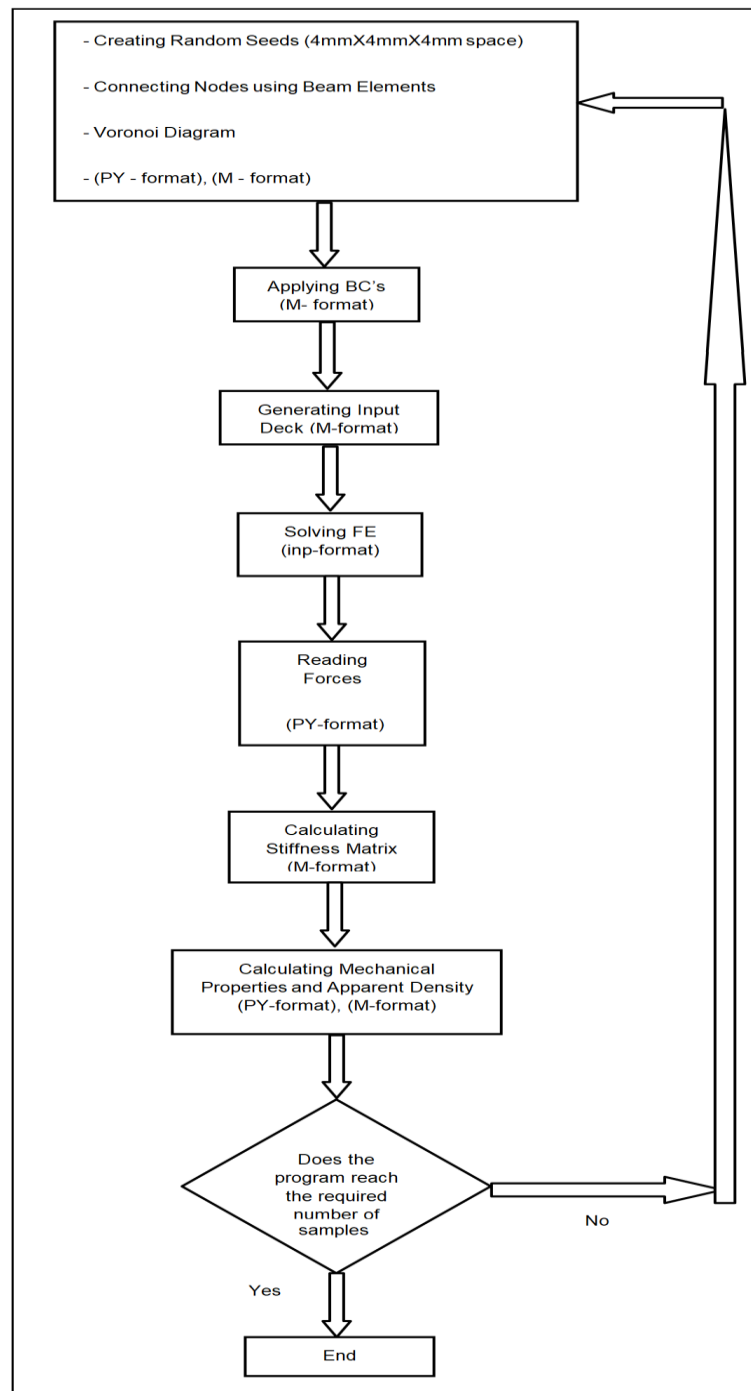 - Creating Random Seeds (4mmX4mmX4mm space)
- Connecting Nodes using Beam Elements
- Voronoi Diagram
- (PY - format), (M - format)
Applying BC's
(M- format)
Generating Input
Deck (M-format)
Solving FE
(inp-format)
Reading
Forces
(PY-format)
Calculating
Stiffness Matrix
(M-format)
Calculating Mechanical
Properties and Apparent Density
(PY-format), (M-format)
Does the
program reach
the required
number of
samples
No
Yes
End